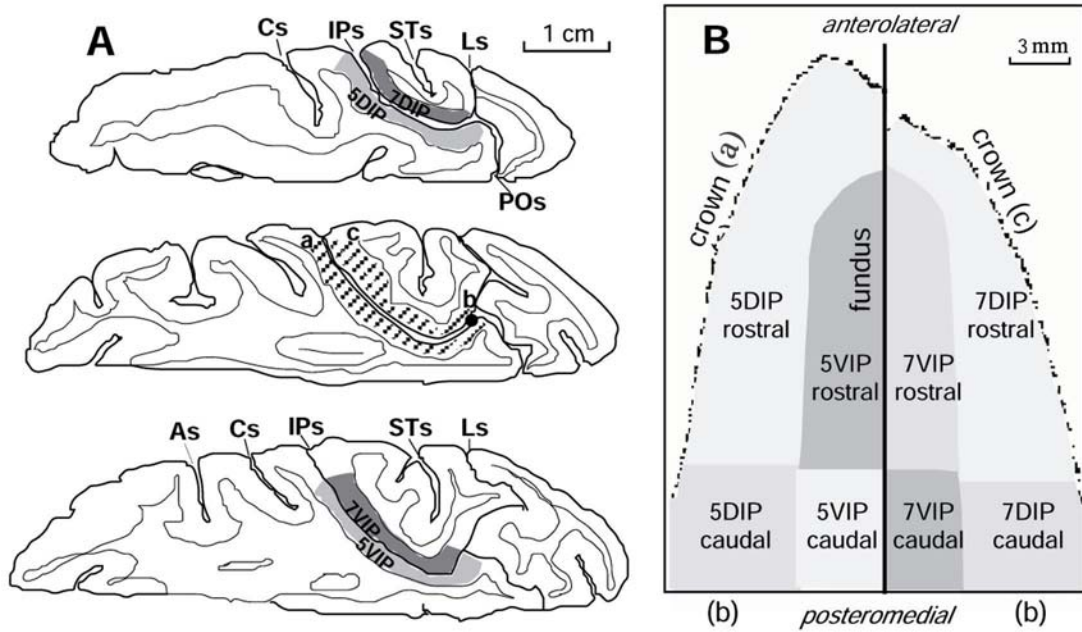 A
Cs
IPs
STs
Ls
1 cm
5DIP
7DIP
POs
a
c
b
As
Cs
IPs
STs
Ls
7VIP
5VIP
B
anterolateral
3 mm
crown (a)
crown (c)
fundus
5DIP
rostral
5VIP
rostral
7VIP
rostral
7DIP
rostral
5DIP
caudal
5VIP
caudal
7VIP
caudal
7DIP
caudal
(b)
posteromedial
(b)